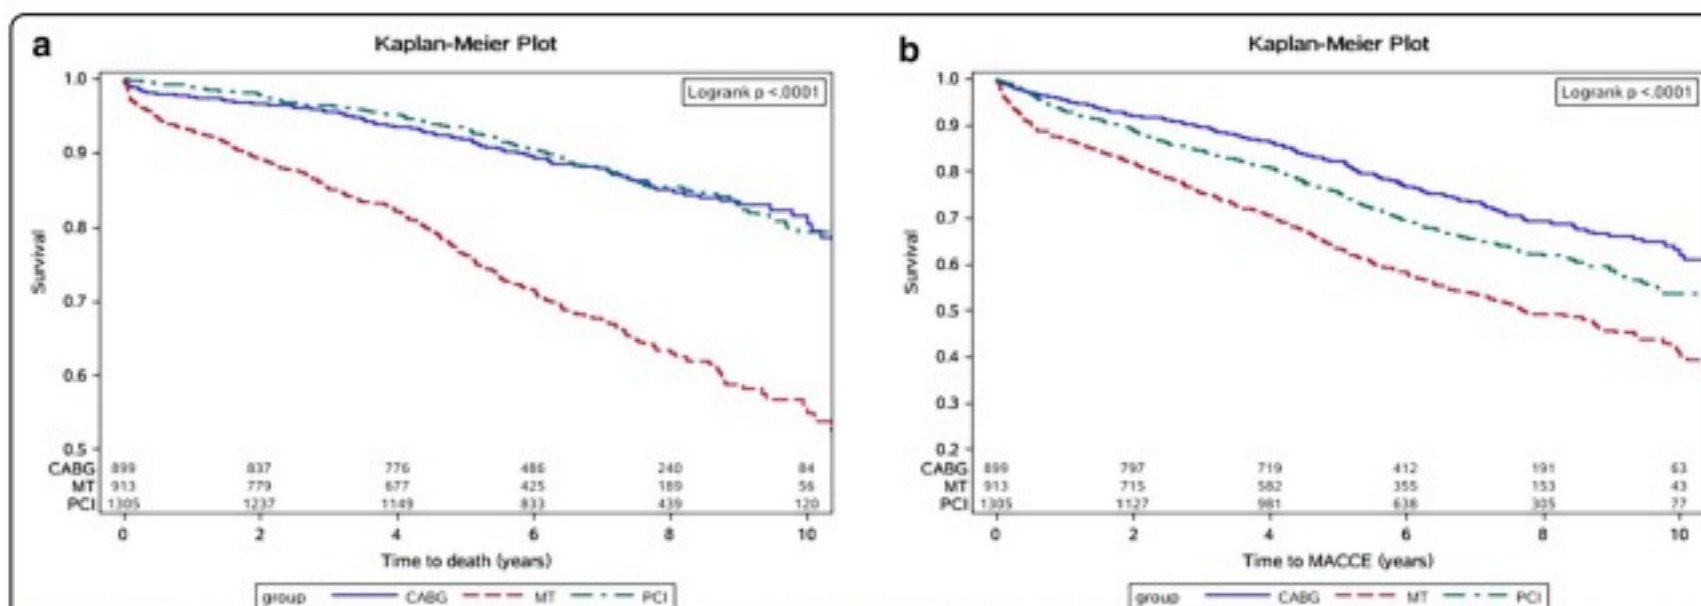 a
Kaplan-Meier Plot
Logrank p <.0001
Survival
1.0
0.9
0.8
0.7
0.6
0.5
CABG 899 837 776 486 240 84
MT 913 779 677 425 189 56
PCI 1305 1237 1149 833 439 120
0 2 4 6 8 10
Time to death (years)
group CABG MT PCI
b
Kaplan-Meier Plot
Logrank p <.0001
Survival
1.0
0.9
0.8
0.7
0.6
0.5
0.4
0.3
0.2
CABG 899 797 719 412 191 63
MT 913 715 582 355 153 43
PCI 1305 1127 981 638 305 77
0 2 4 6 8 10
Time to MACCE (years)
group CABG MT PCI